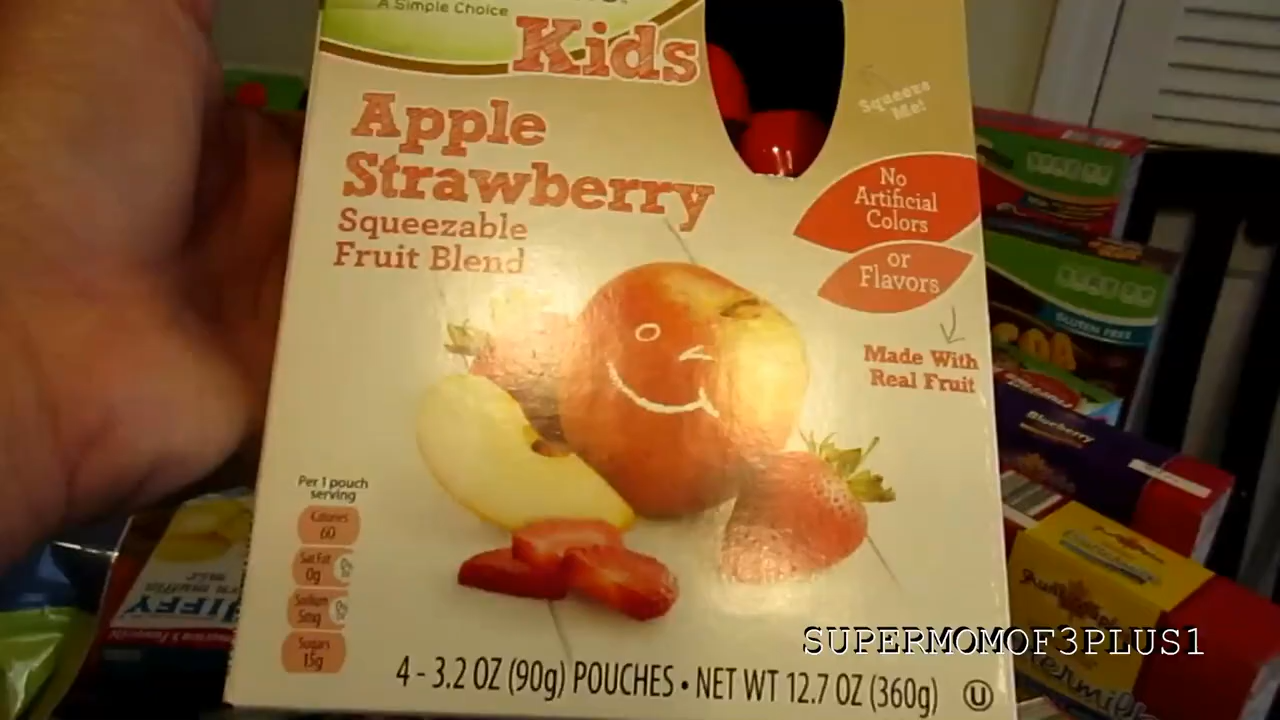 A Simple Choice
Kids
Squeeze
Me!
Apple
Strawberry
Squeezable
Fruit Blend
No
Artificial
Colors
or
Flavors
Made With
Real Fruit
GLUTEN FREE
Blueberry
Per 1 pouch
serving
Calories
60
Sat Fat
0g
Sodium
5mg
Sugars
15g
JIFFY
SUPERMOMOF3PLUS1
4 - 3.2 OZ (90g) POUCHES • NET WT 12.7 OZ (360g)
U